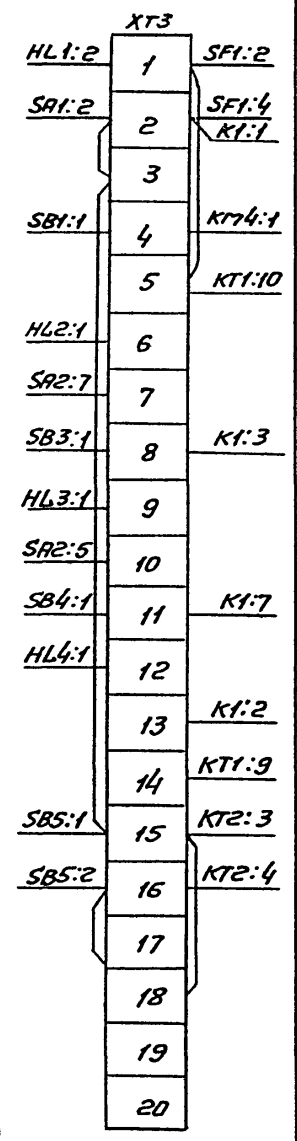 XT3
HL1:2 1 SF1:2
SA1:2 2 SF1:4
K1:1
3
SB1:1 4 KM4:1
5 KT1:10
HL2:1 6
SA2:7 7
SB3:1 8 K1:3
HL3:1 9
SA2:5 10
SB4:1 11 K1:7
HL4:1 12
13 K1:2
14 KT1:9
SB5:1 15 KT2:3
SB5:2 16 KT2:4
17
18
19
20